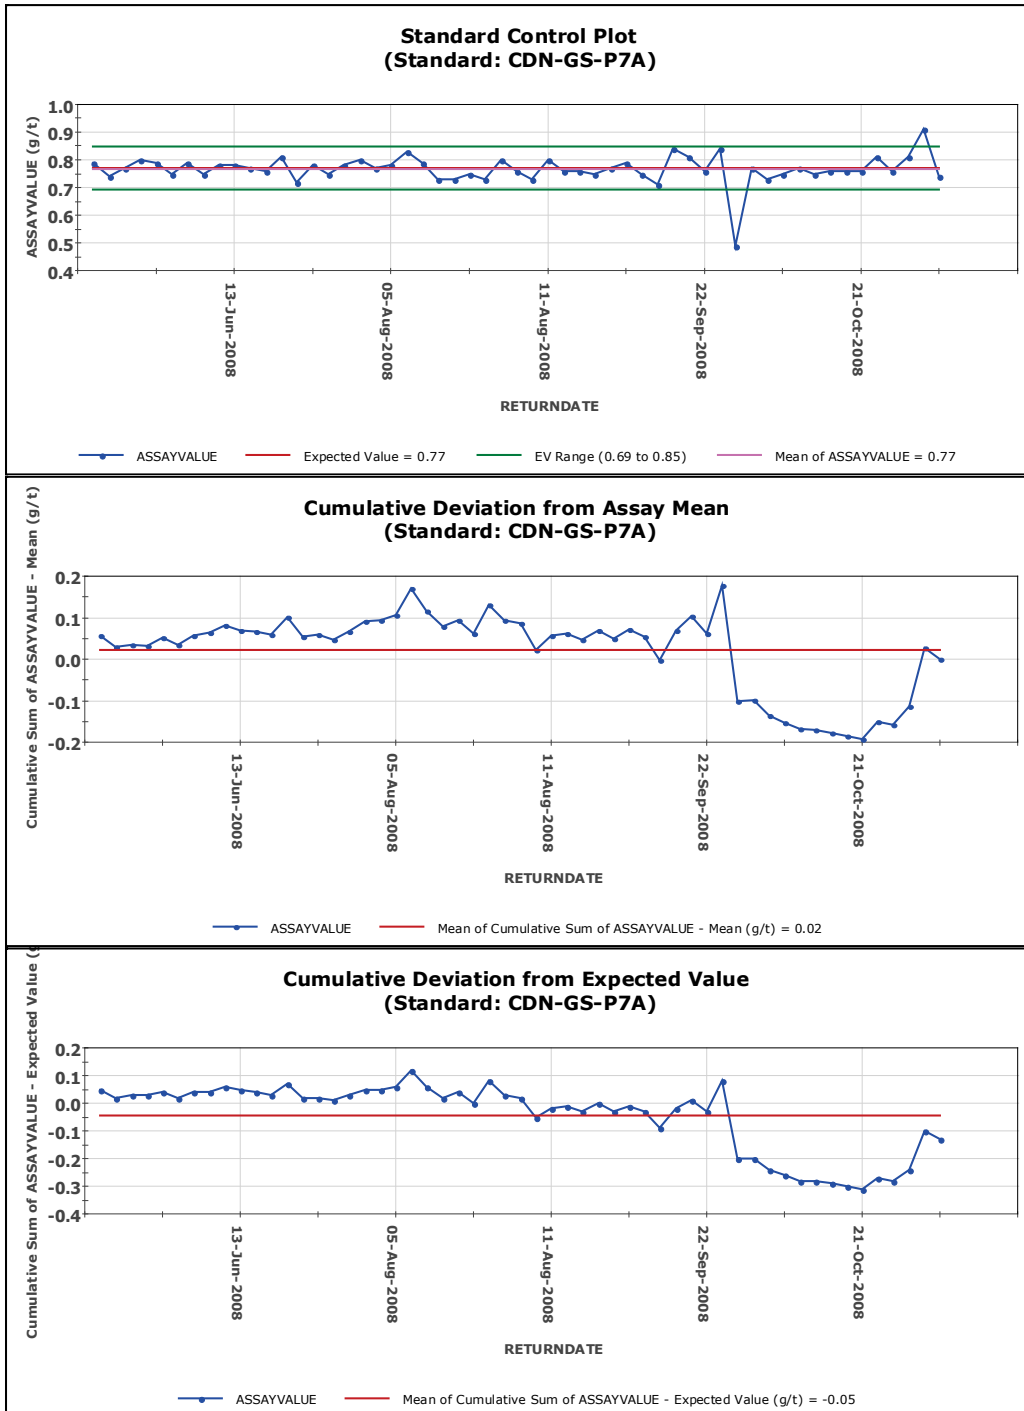 Standard Control Plot
(Standard: CDN-GS-P7A)
ASSAYVALUE (g/t)
1.0
0.9
0.8
0.7
0.6
0.5
0.4
13-Jun-2008
05-Aug-2008
11-Aug-2008
22-Sep-2008
21-Oct-2008
RETURNDATE
ASSAYVALUE Expected Value = 0.77 EV Range (0.69 to 0.85) Mean of ASSAYVALUE = 0.77
Cumulative Deviation from Assay Mean
(Standard: CDN-GS-P7A)
Cumulative Sum of ASSAYVALUE - Mean (g/t)
0.2
0.1
0.0
-0.1
-0.2
13-Jun-2008
05-Aug-2008
11-Aug-2008
22-Sep-2008
21-Oct-2008
RETURNDATE
ASSAYVALUE Mean of Cumulative Sum of ASSAYVALUE - Mean (g/t) = 0.02
Cumulative Deviation from Expected Value
(Standard: CDN-GS-P7A)
Cumulative Sum of ASSAYVALUE - Expected Value (g
0.2
0.1
0.0
-0.1
-0.2
-0.3
-0.4
13-Jun-2008
05-Aug-2008
11-Aug-2008
22-Sep-2008
21-Oct-2008
RETURNDATE
ASSAYVALUE Mean of Cumulative Sum of ASSAYVALUE - Expected Value (g/t) = -0.05